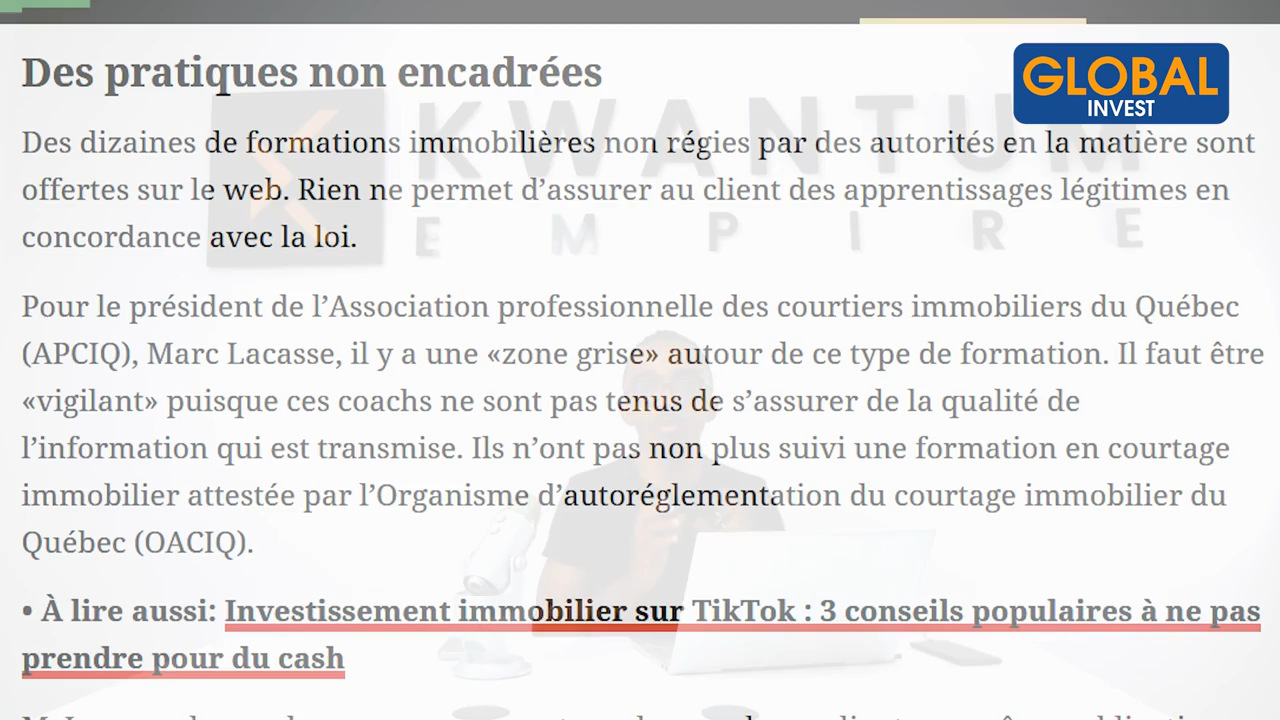 Des pratiques non encadrées
GLOBAL
INVEST
KWANTUM
EMPIRE
Des dizaines de formations immobilières non régies par des autorités en la matière sont
offertes sur le web. Rien ne permet d’assurer au client des apprentissages légitimes en
concordance avec la loi.
Pour le président de l’Association professionnelle des courtiers immobiliers du Québec
(APCIQ), Marc Lacasse, il y a une «zone grise» autour de ce type de formation. Il faut être
«vigilant» puisque ces coachs ne sont pas tenus de s’assurer de la qualité de
l’information qui est transmise. Ils n’ont pas non plus suivi une formation en courtage
immobilier attestée par l’Organisme d’autoréglementation du courtage immobilier du
Québec (OACIQ).
• À lire aussi: Investissement immobilier sur TikTok : 3 conseils populaires à ne pas
prendre pour du cash